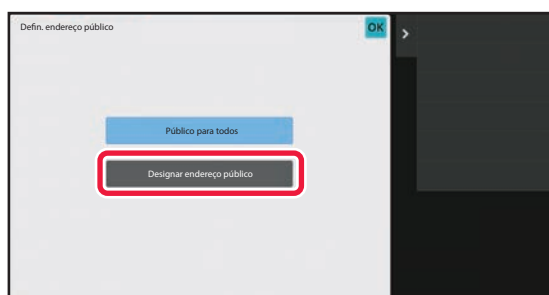 Defin. endereço público
OK
>
Público para todos
Designar endereço público